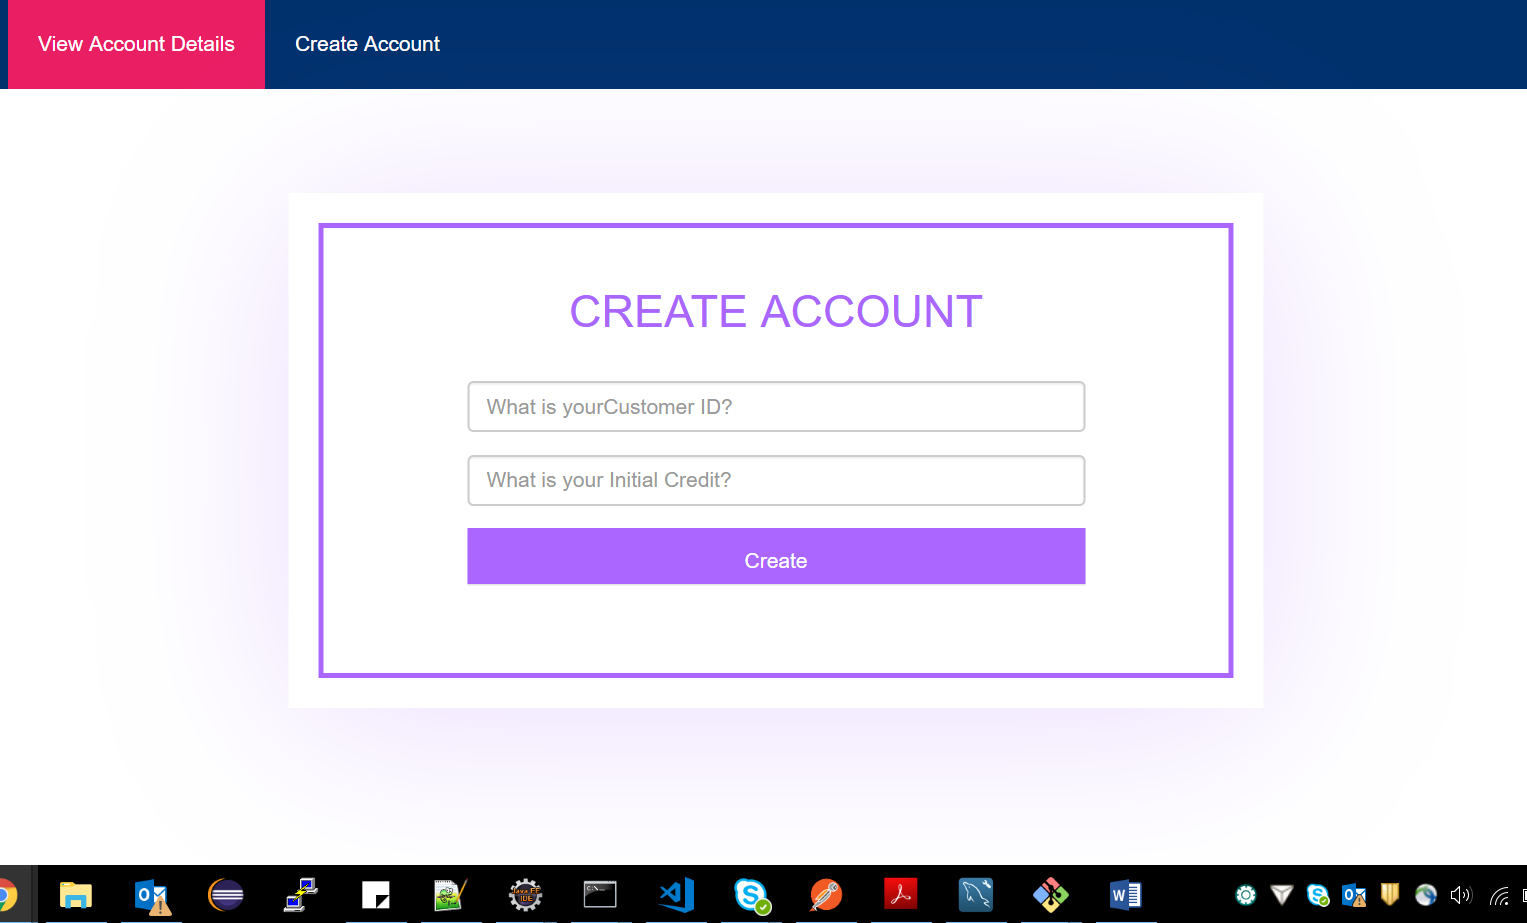 View Account Details Create Account
CREATE ACCOUNT
What is yourCustomer ID?
What is your Initial Credit?
Create